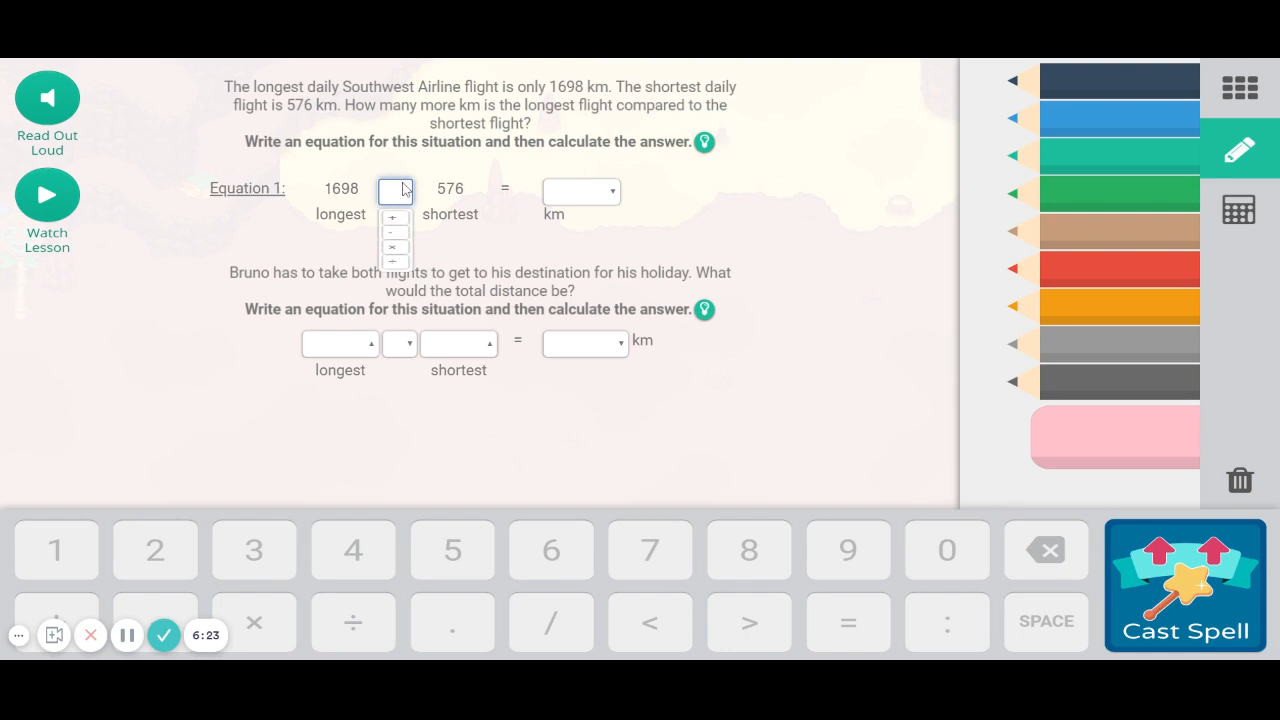 The longest daily Southwest Airline flight is only 1698 km. The shortest daily
flight is 576 km. How many more km is the longest flight compared to the
shortest flight?
Write an equation for this situation and then calculate the answer.
Read Out
Loud
Watch
Lesson
Equation 1: 1698 576 =
longest shortest km
+
-
×
÷
Bruno has to take both flights to get to his destination for his holiday. What
would the total distance be?
Write an equation for this situation and then calculate the answer.
= km
longest shortest
1 2 3 4 5 6 7 8 9 0
× ÷ . / < > = : SPACE
6:23
Cast Spell